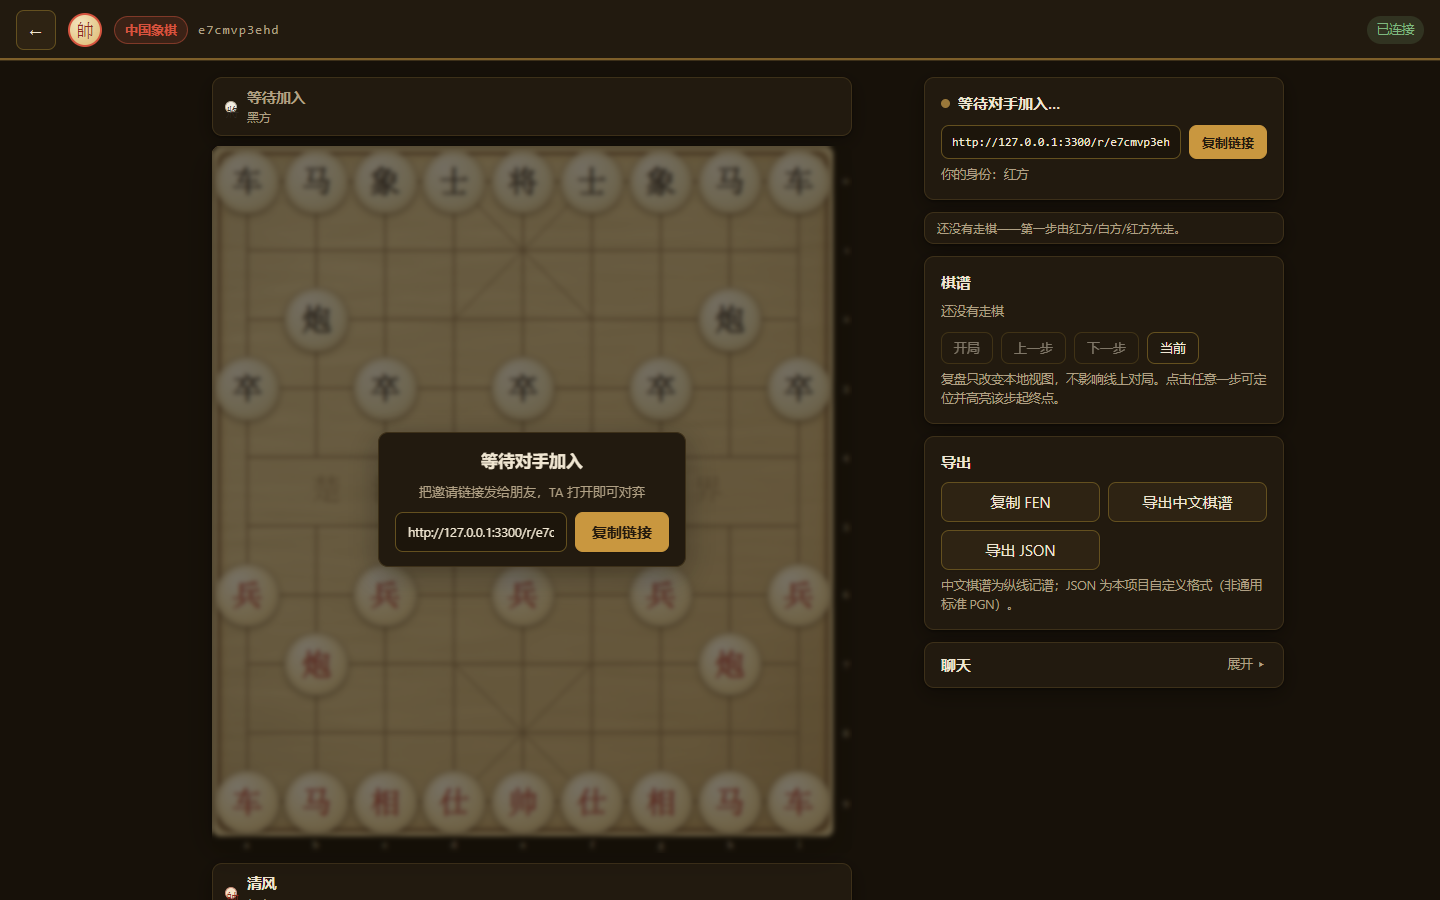 ← 帥 中国象棋 e7cmvp3ehd 已连接
等待加入
黑方
车 马 象 士 将 士 象 马 车
炮 炮
卒 卒 卒 卒 卒
楚 界
等待对手加入
把邀请链接发给朋友，TA 打开即可对弈
http://127.0.0.1:3300/r/e7c 复制链接
兵 兵 兵 兵 兵
炮 炮
车 马 相 仕 帅 仕 相 马 车
清风
等待对手加入...
http://127.0.0.1:3300/r/e7cmvp3eh 复制链接
你的身份：红方
还没有走棋——第一步由红方/白方/红方先走。
棋谱
还没有走棋
开局 上一步 下一步 当前
复盘只改变本地视图，不影响线上对局。点击任意一步可定
位并高亮该步起终点。
导出
复制 FEN 导出中文棋谱
导出 JSON
中文棋谱为纵线记谱；JSON 为本项目自定义格式（非通用
标准 PGN）。
聊天 展开 ▸